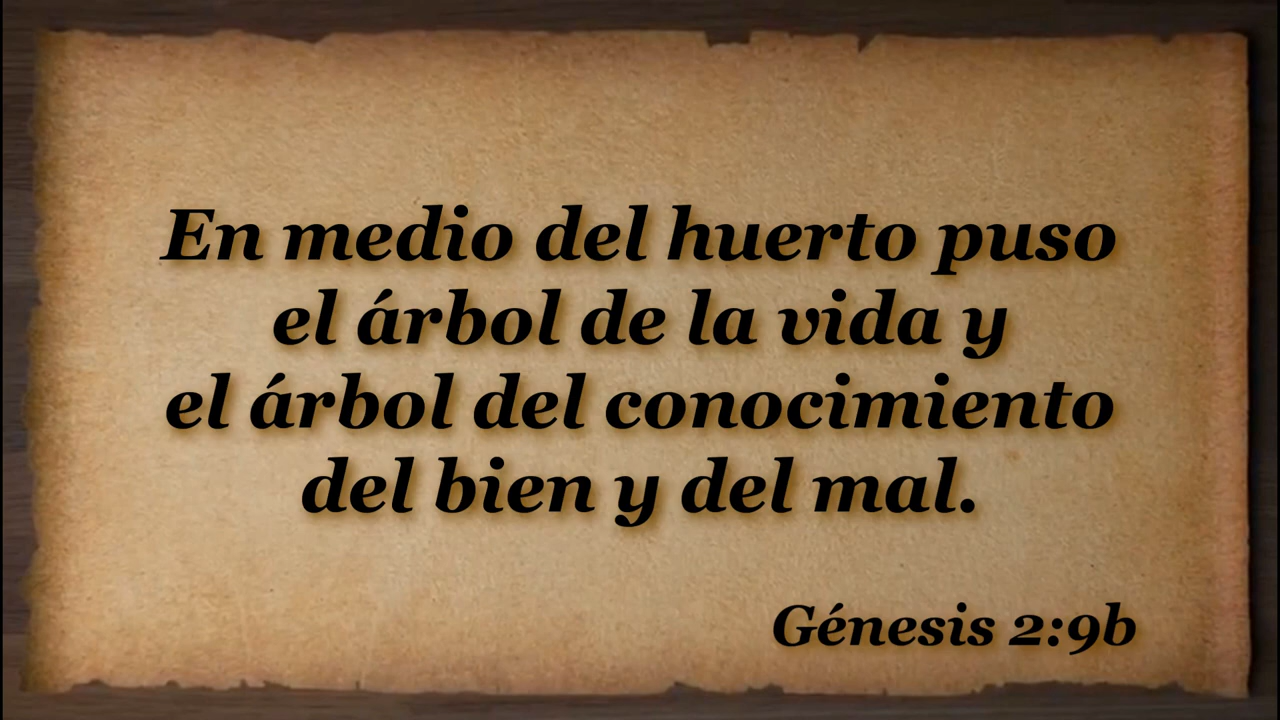 En medio del huerto puso
el árbol de la vida y
el árbol del conocimiento
del bien y del mal.
Génesis 2:9b